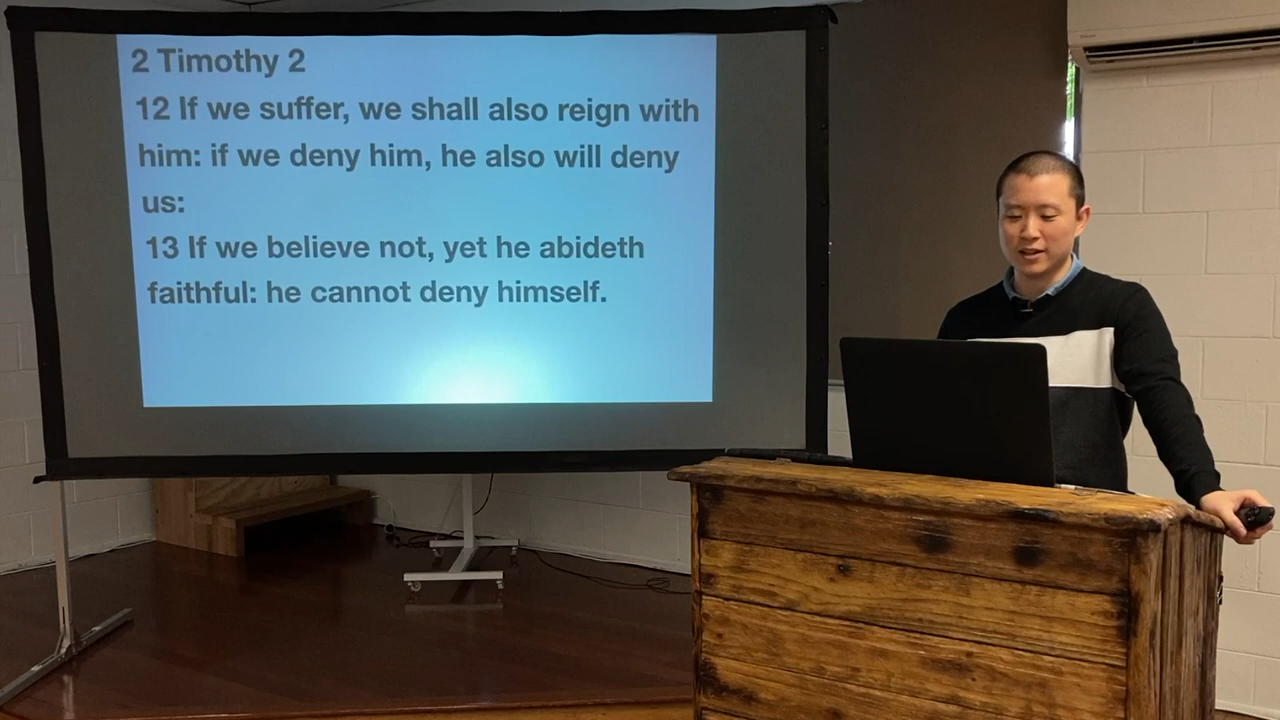 2 Timothy 2
12 If we suffer, we shall also reign with
him: if we deny him, he also will deny
us:
13 If we believe not, yet he abideth
faithful: he cannot deny himself.